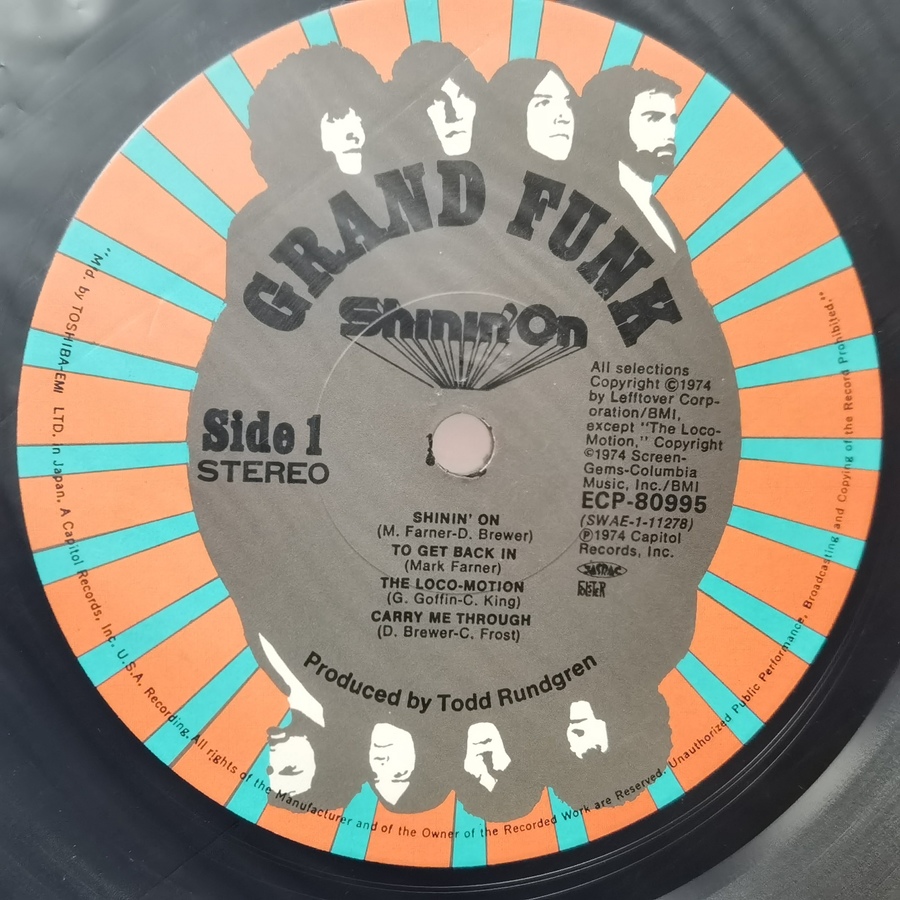 GRAND FUNK
Shinin' On
Side 1
STEREO
All selections
Copyright ©1974
by Lefftover Corp-
oration/BMI,
except "The Loco-
Motion," Copyright
©1974 Screen-
Gems-Columbia
Music, Inc./BMI
ECP-80995
(SWAE-1-11278)
Ⓟ1974 Capitol
Records, Inc.
JASRAC
SHININ' ON
(M. Farner-D. Brewer)
TO GET BACK IN
(Mark Farner)
THE LOCO-MOTION
(G. Goffin-C. King)
CARRY ME THROUGH
(D. Brewer-C. Frost)
Produced by Todd Rundgren
"Mfd. by TOSHIBA-EMI LTD. in Japan. A Capitol Records, Inc. U.S.A. Recording. All rights of the Manufacturer and of the Owner of the Recorded Work are Reserved. Unauthorized Public Performance, Broadcasting and Copying of the Record Prohibited."